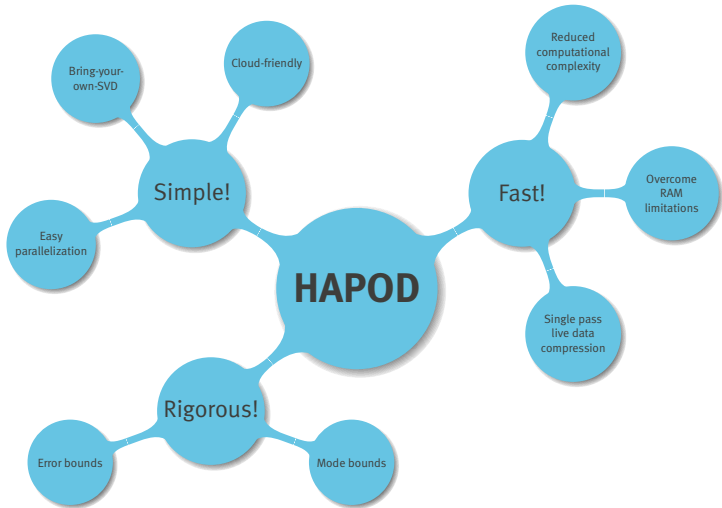 HAPOD
Simple!
Bring-your-
own-SVD
Cloud-friendly
Easy
parallelization
Fast!
Reduced
computational
complexity
Overcome
RAM
limitations
Single pass
live data
compression
Rigorous!
Error bounds
Mode bounds